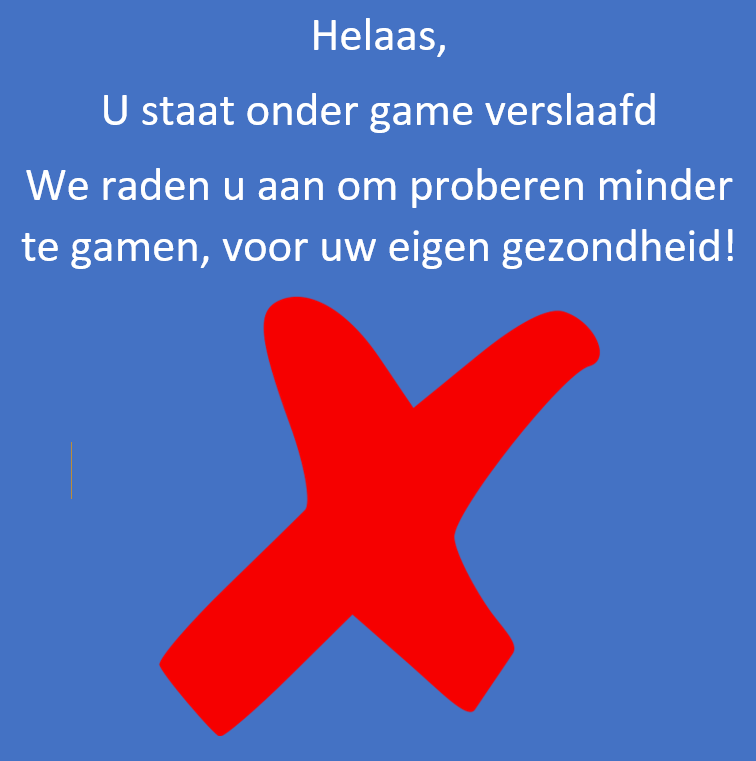 Helaas,
U staat onder game verslaafd
We raden u aan om proberen minder
te gamen, voor uw eigen gezondheid!